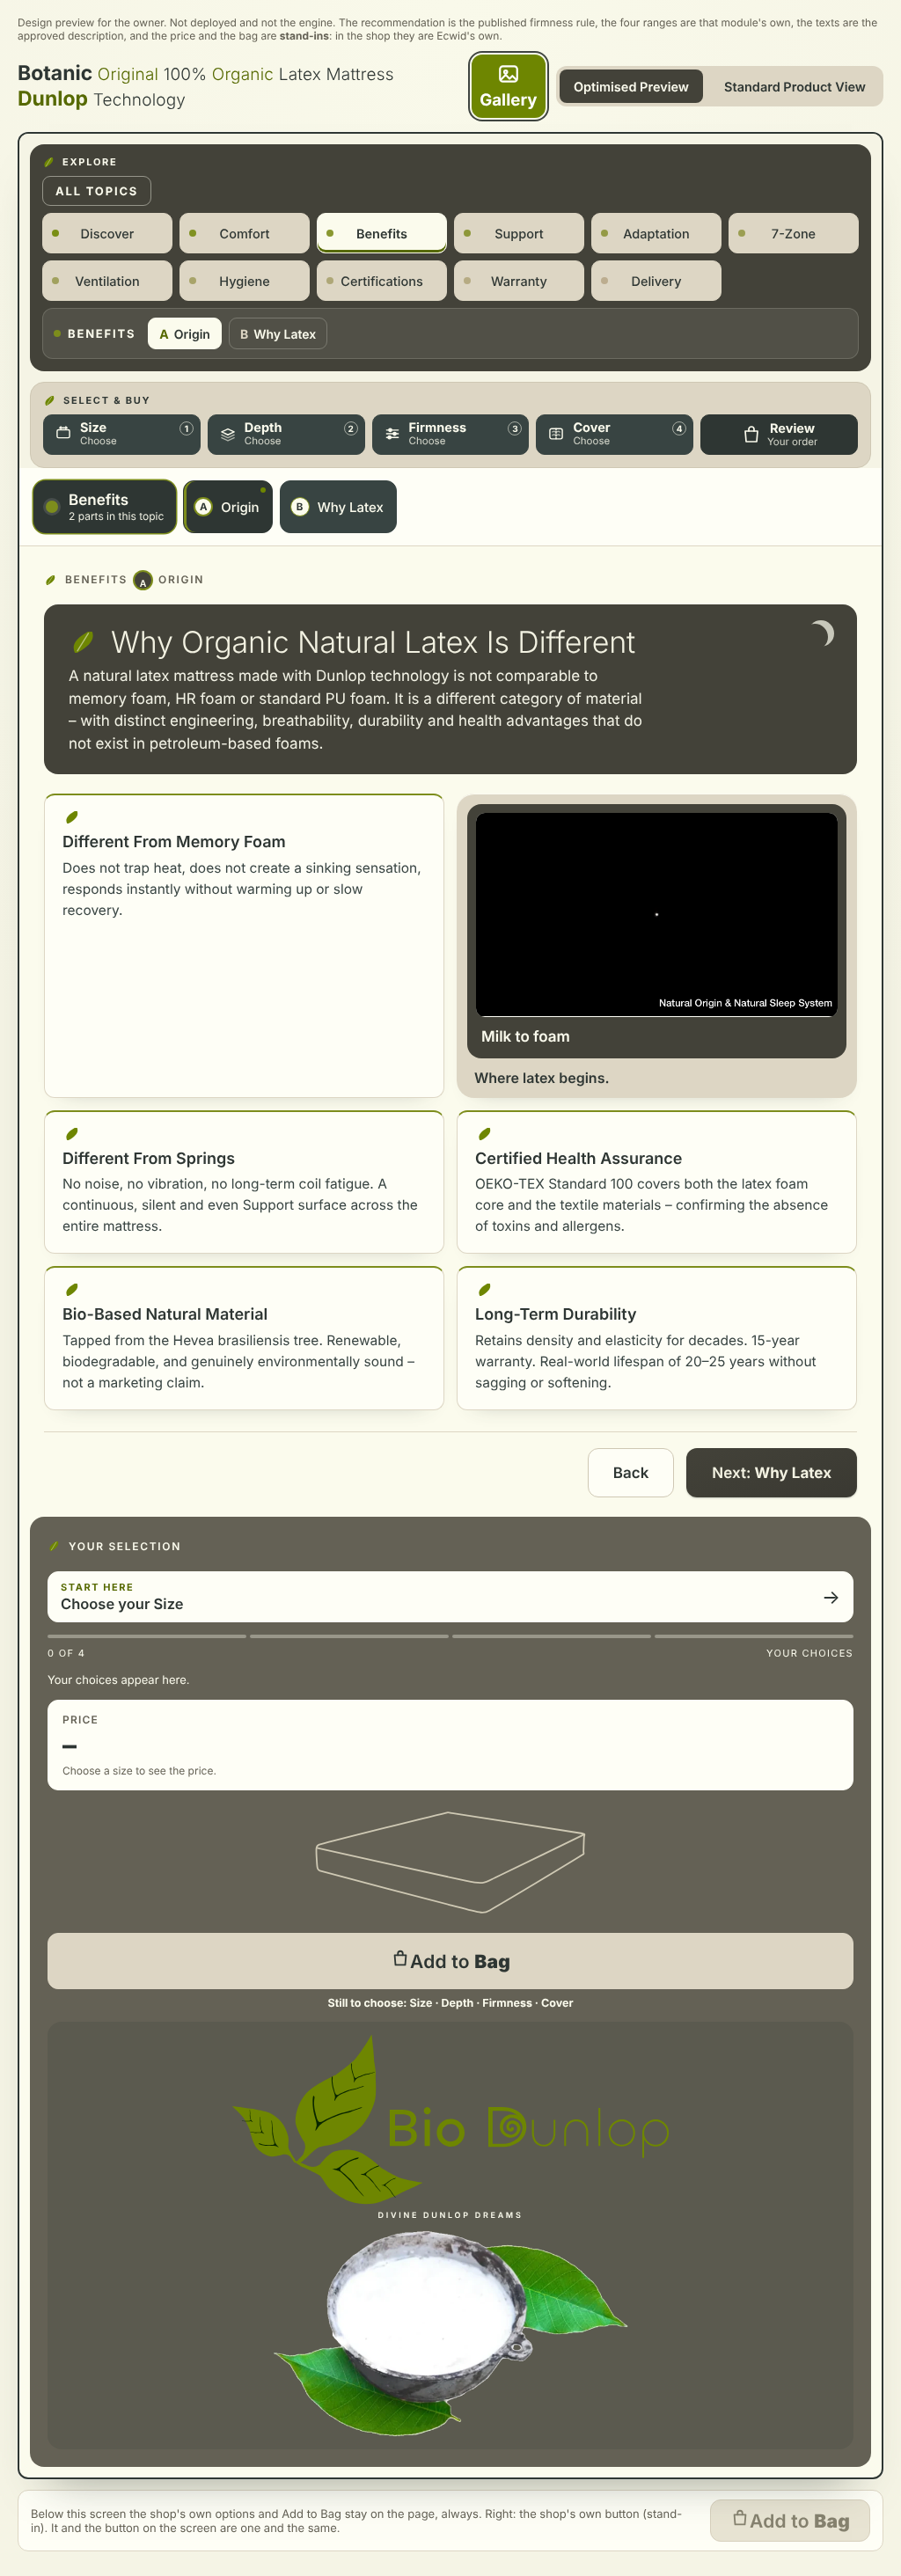 Design preview for the owner. Not deployed and not the engine. The recommendation is the published firmness rule, the four ranges are that module's own, the texts are the
approved description, and the price and the bag are stand-ins: in the shop they are Ecwid's own.
Botanic Original 100% Organic Latex Mattress
Dunlop Technology
Gallery
Optimised Preview
Standard Product View
EXPLORE
ALL TOPICS
Discover
Comfort
Benefits
Support
Adaptation
7-Zone
Ventilation
Hygiene
Certifications
Warranty
Delivery
BENEFITS
A Origin
B Why Latex
SELECT & BUY
Size
Choose
1
Depth
Choose
2
Firmness
Choose
3
Cover
Choose
4
Review
Your order
Benefits
2 parts in this topic
A Origin
B Why Latex
BENEFITS A ORIGIN
Why Organic Natural Latex Is Different
A natural latex mattress made with Dunlop technology is not comparable to
memory foam, HR foam or standard PU foam. It is a different category of material
– with distinct engineering, breathability, durability and health advantages that do
not exist in petroleum-based foams.
Different From Memory Foam
Does not trap heat, does not create a sinking sensation,
responds instantly without warming up or slow
recovery.
Natural Origin & Natural Sleep System
Milk to foam
Where latex begins.
Different From Springs
No noise, no vibration, no long-term coil fatigue. A
continuous, silent and even Support surface across the
entire mattress.
Certified Health Assurance
OEKO-TEX Standard 100 covers both the latex foam
core and the textile materials – confirming the absence
of toxins and allergens.
Bio-Based Natural Material
Tapped from the Hevea brasiliensis tree. Renewable,
biodegradable, and genuinely environmentally sound –
not a marketing claim.
Long-Term Durability
Retains density and elasticity for decades. 15-year
warranty. Real-world lifespan of 20–25 years without
sagging or softening.
Back
Next: Why Latex
YOUR SELECTION
START HERE
Choose your Size
0 OF 4
YOUR CHOICES
Your choices appear here.
PRICE
–
Choose a size to see the price.
Add to Bag
Still to choose: Size · Depth · Firmness · Cover
Bio Dunlop
DIVINE DUNLOP DREAMS
Below this screen the shop's own options and Add to Bag stay on the page, always. Right: the shop's own button (stand-
in). It and the button on the screen are one and the same.
Add to Bag